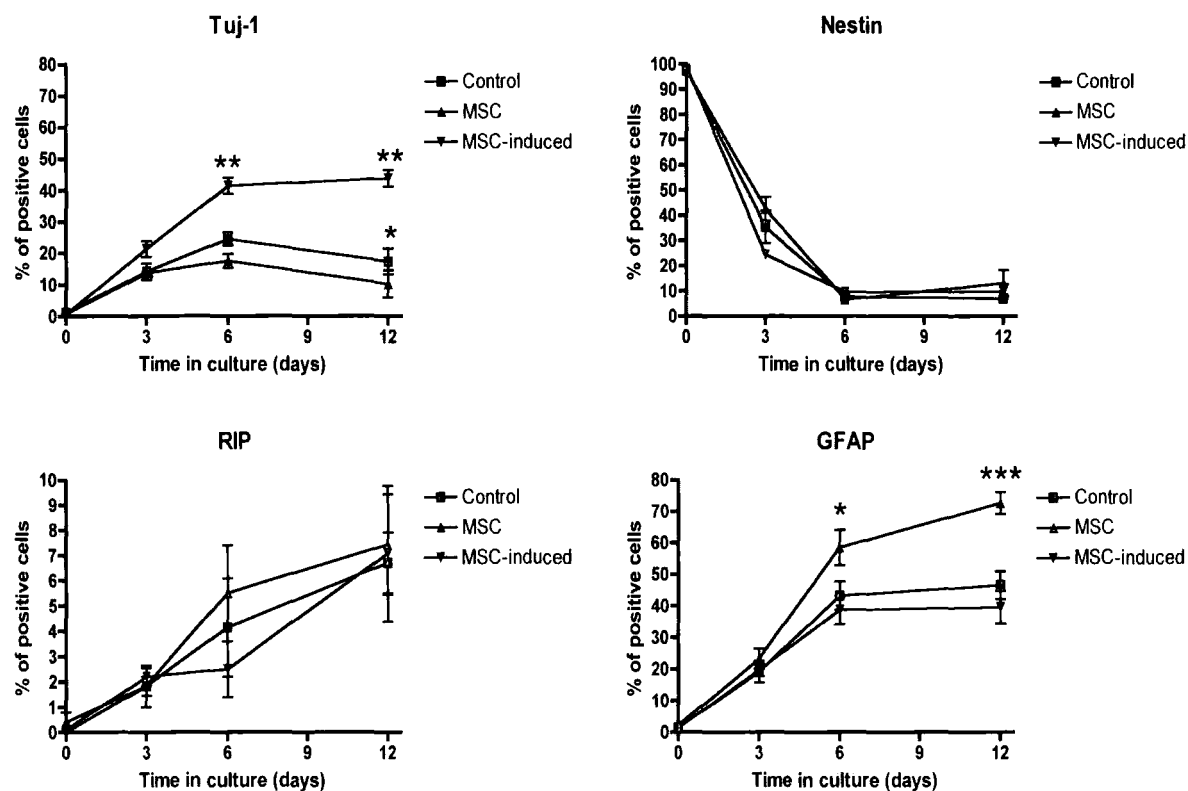 Tuj-1
80
70
60
50
40
30
20
10
0
% of positive cells
** **
*
0 3 6 9 12
Time in culture (days)
Control
MSC
MSC-induced
Nestin
100
90
80
70
60
50
40
30
20
10
0
% of positive cells
0 3 6 9 12
Time in culture (days)
Control
MSC
MSC-induced
RIP
10
9
8
7
6
5
4
3
2
1
0
% of positive cells
0 3 6 9 12
Time in culture (days)
Control
MSC
MSC-induced
GFAP
80
70
60
50
40
30
20
10
0
% of positive cells
* ***
0 3 6 9 12
Time in culture (days)
Control
MSC
MSC-induced